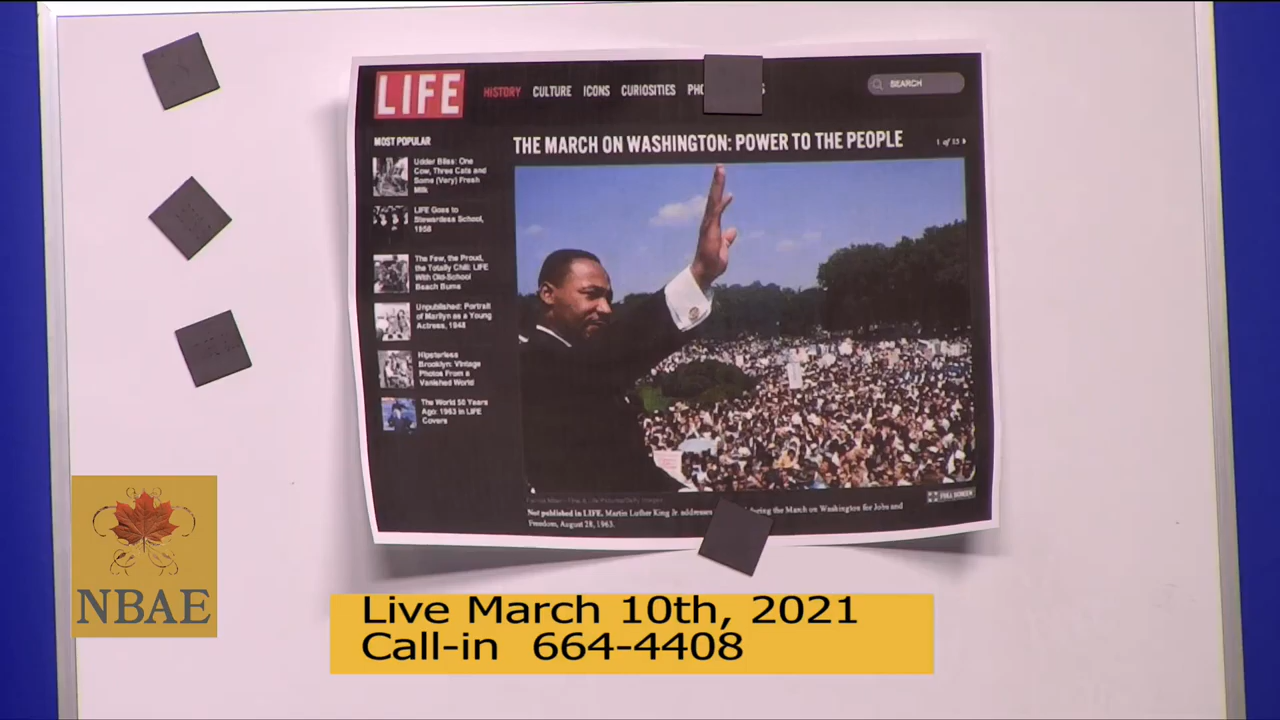 LIFE
HISTORY CULTURE ICONS CURIOSITIES PHO S
SEARCH
MOST POPULAR
THE MARCH ON WASHINGTON: POWER TO THE PEOPLE
1 of 13
Udder Bliss: One
Cow, Three Cats and
Some (Very) Fresh
Milk
LIFE Goes to
Stewardess School,
1958
The Few, the Proud,
the Totally Chill: LIFE
With Old-School
Beach Bums
Unpublished: Portrait
of Marilyn as a Young
Actress, 1948
Hipsterless
Brooklyn: Vintage
Photos From a
Vanished World
The World 50 Years
Ago: 1963 in LIFE
Covers
FULL SCREEN
Not published in LIFE. Martin Luther King Jr. addresses during the March on Washington for Jobs and
Freedom, August 28, 1963.
NBAE
Live March 10th, 2021
Call-in 664-4408